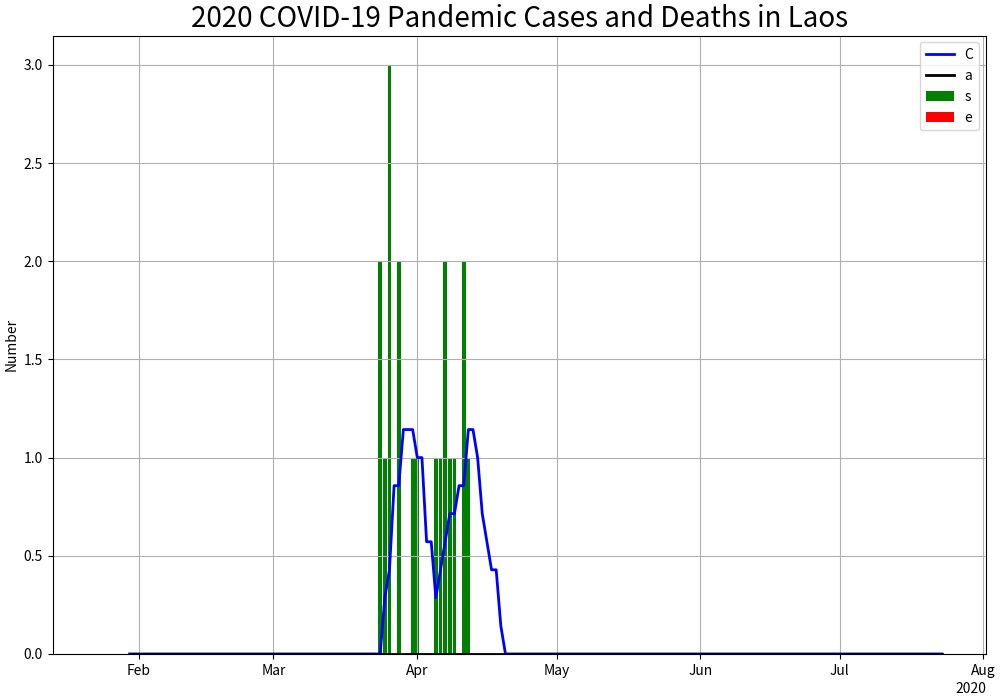 2020 COVID-19 Pandemic Cases and Deaths in Laos
C
a
s
e
Number
3.0
2.5
2.0
1.5
1.0
0.5
0.0
Feb Mar Apr May Jun Jul Aug
2020